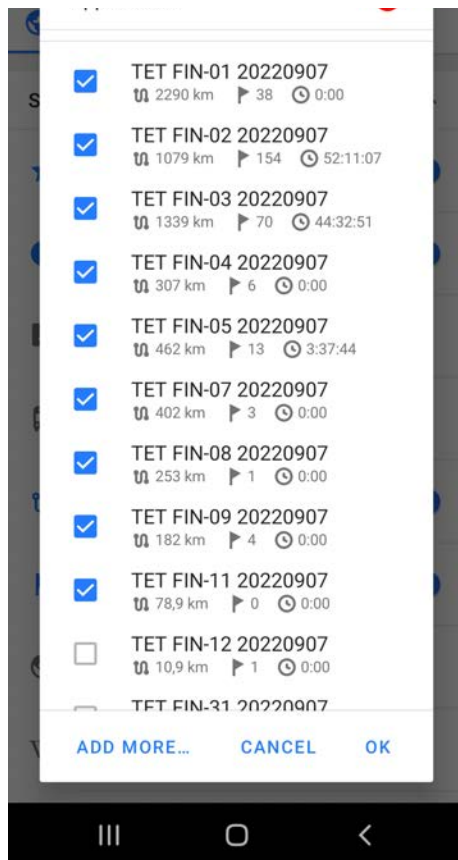 TET FIN-01 20220907
2290 km 38 0:00
TET FIN-02 20220907
1079 km 154 52:11:07
TET FIN-03 20220907
1339 km 70 44:32:51
TET FIN-04 20220907
307 km 6 0:00
TET FIN-05 20220907
462 km 13 3:37:44
TET FIN-07 20220907
402 km 3 0:00
TET FIN-08 20220907
253 km 1 0:00
TET FIN-09 20220907
182 km 4 0:00
TET FIN-11 20220907
78,9 km 0 0:00
TET FIN-12 20220907
10,9 km 1 0:00
TET FIN-31 20220907
ADD MORE… CANCEL OK